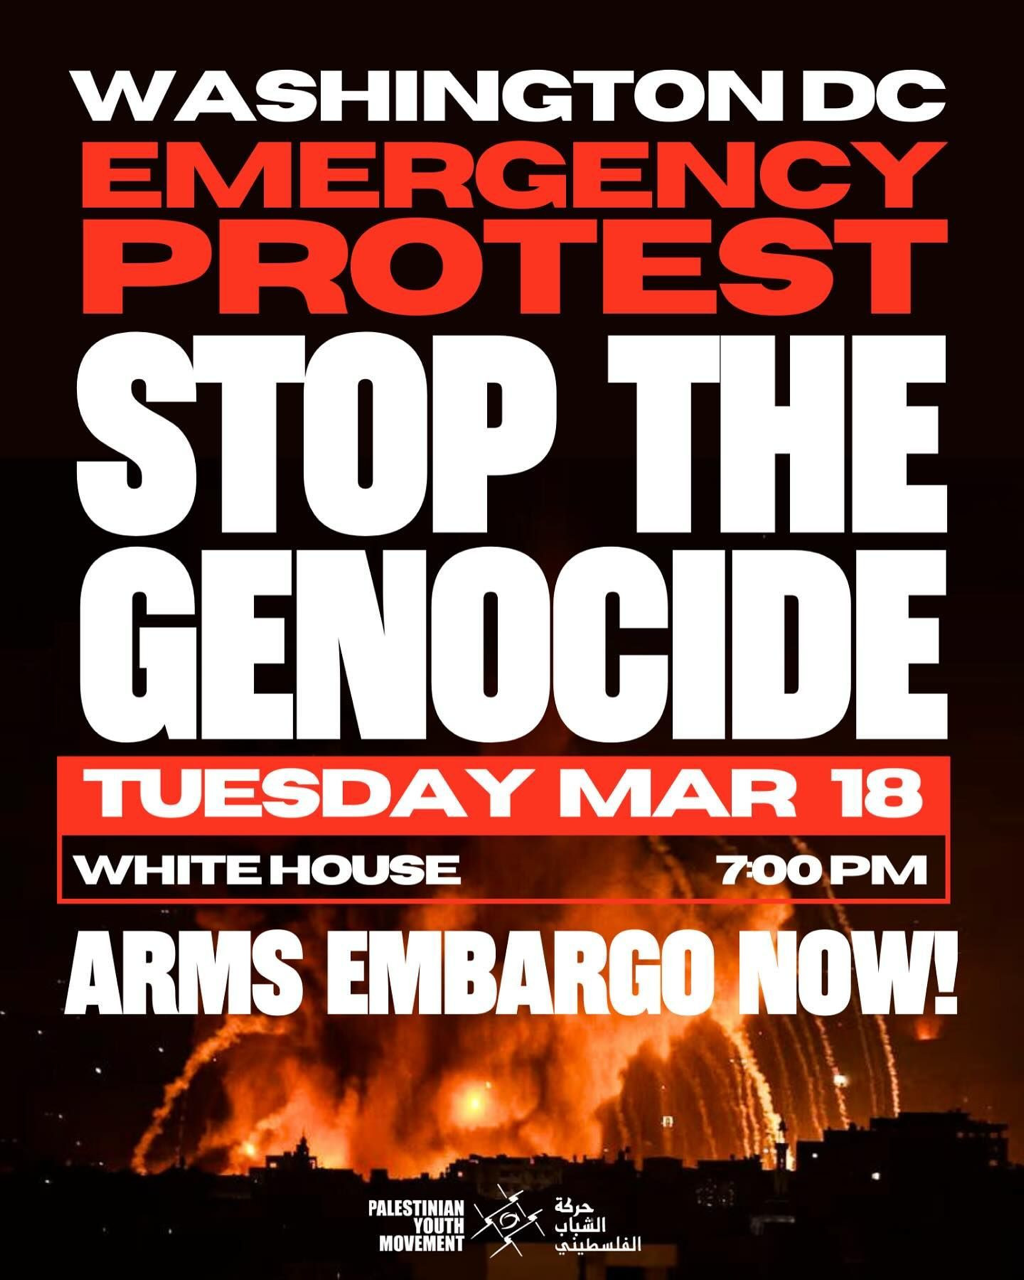 WASHINGTON DC
EMERGENCY
PROTEST
STOP THE
GENOCIDE
TUESDAY MAR 18
WHITE HOUSE 7:00 PM
ARMS EMBARGO NOW!
PALESTINIAN
YOUTH
MOVEMENT
حركة
الشباب
الفلسطيني